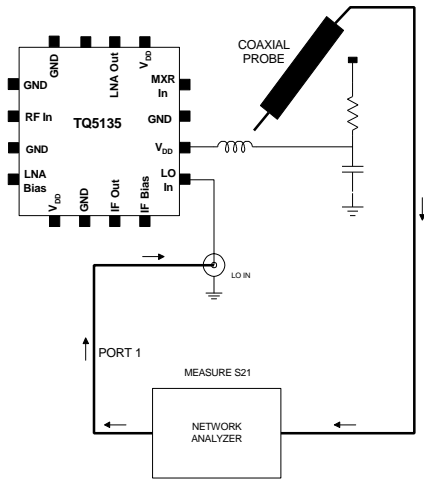 COAXIAL
PROBE
GND
LNA Out
VDD
GND
MXR
In
RF In
TQ5135
GND
GND
VDD
LNA
Bias
LO
In
VDD
GND
IF Out
IF Bias
LO IN
PORT 1
MEASURE S21
NETWORK
ANALYZER